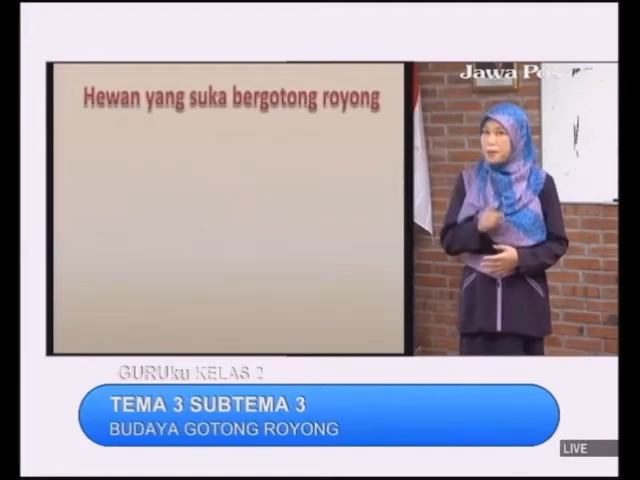 Hewan yang suka bergotong royong
Jawa Pos
GURUku KELAS 2
TEMA 3 SUBTEMA 3
BUDAYA GOTONG ROYONG
LIVE